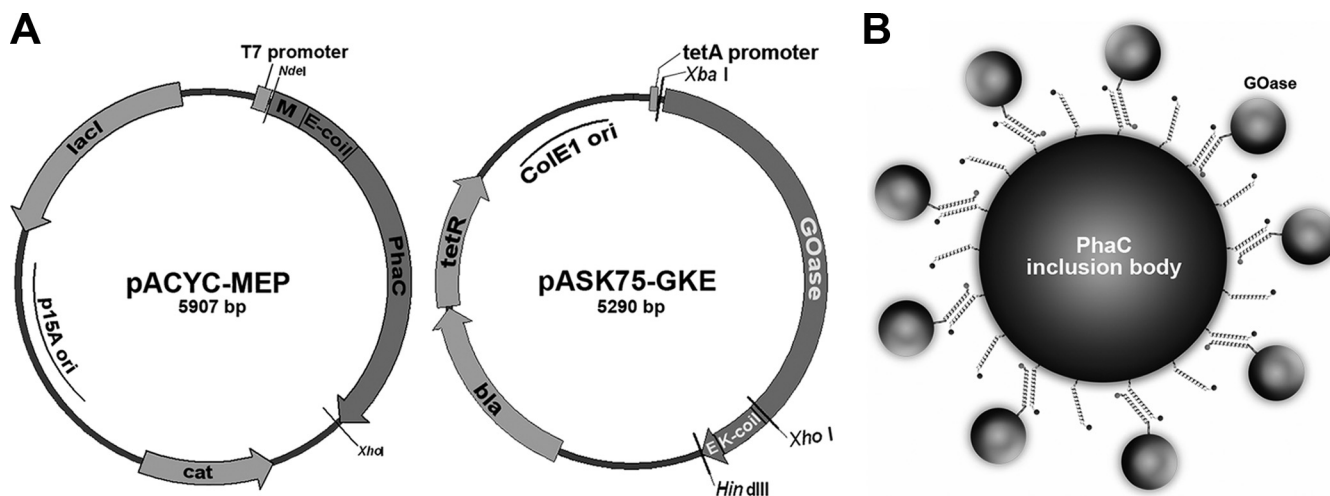 A
T7 promoter
NdeI
M
E-coil
PhaC
lacI
pACYC-MEP
5907 bp
p15A ori
cat
XhoI
tetA promoter
Xba I
ColE1 ori
GOase
tetR
pASK75-GKE
5290 bp
bla
E
K-coil
Xho I
Hin dIII
B
GOase
PhaC
inclusion body